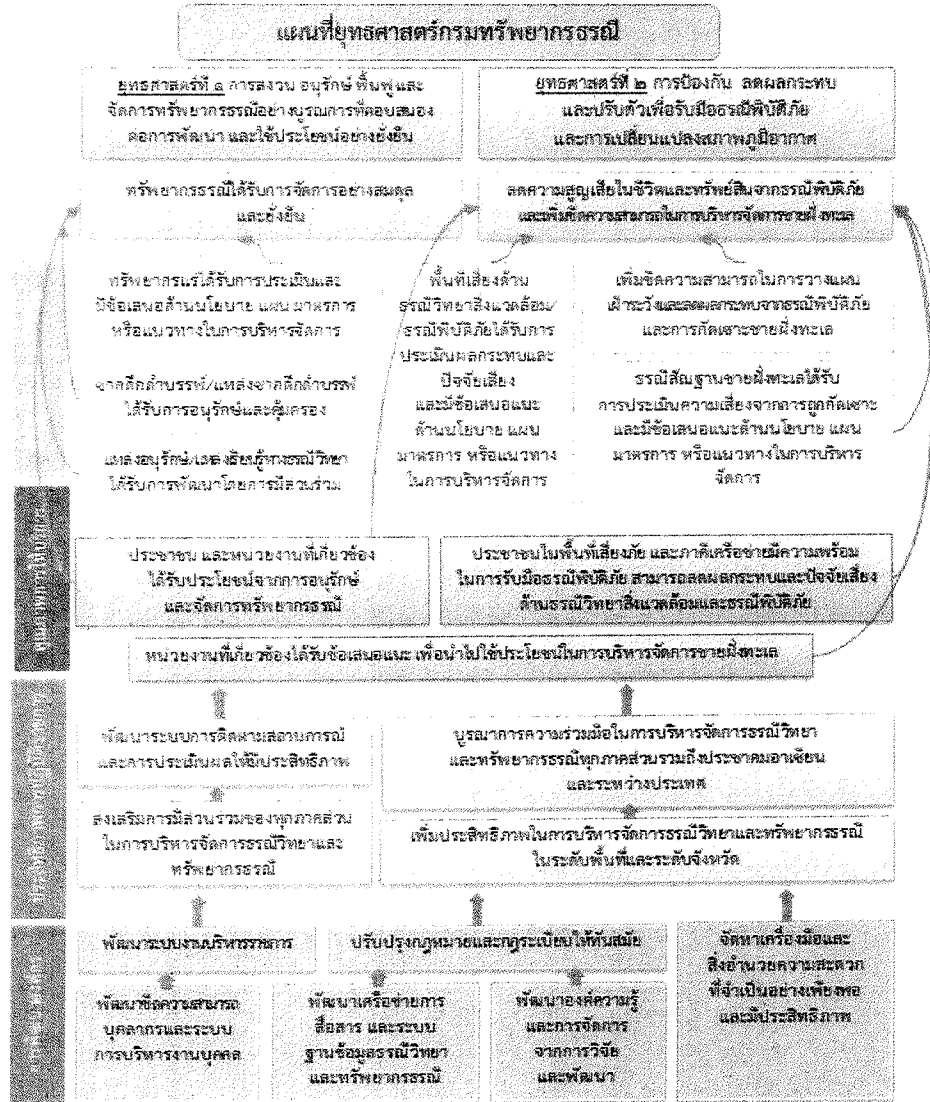 แผนที่ยุทธศาสตร์กรมทรัพยากรธรณี
ยุทธศาสตร์ที่ ๑ การสงวน อนุรักษ์ ฟื้นฟูและ
จัดการทรัพยากรธรณีอย่างบูรณการที่ตอบสนอง
ต่อการพัฒนา และใช้ประโยชน์อย่างยั่งยืน
ยุทธศาสตร์ที่ ๒ การป้องกัน ลดผลกระทบ
และปรับตัวเพื่อรับมือธรณีพิบัติภัย
และการเปลี่ยนแปลงสภาพภูมิอากาศ
ทรัพยากรธรณีได้รับการจัดการอย่างสมดุล
และยั่งยืน
ลดความสูญเสียในชีวิตและทรัพย์สินจากธรณีพิบัติภัย
และเพิ่มขีดความสามารถในการบริหารจัดการชายฝั่งทะเล
ทรัพยากรแร่ได้รับการประเมินและ
มีข้อเสนอด้านนโยบาย แผน มาตรการ
หรือแนวทางในการบริหารจัดการ
ซากดึกดำบรรพ์/แหล่งซากดึกดำบรรพ์
ได้รับการอนุรักษ์และคุ้มครอง
แหล่งอนุรักษ์/แหล่งเรียนรู้ทางธรณีวิทยา
ได้รับการพัฒนาโดยการมีส่วนร่วม
พื้นที่เสี่ยงด้าน
ธรณีวิทยาสิ่งแวดล้อม/
ธรณีพิบัติภัยได้รับการ
ประเมินผลกระทบและ
ปัจจัยเสี่ยง
และมีข้อเสนอแนะ
ด้านนโยบาย แผน
มาตรการ หรือแนวทาง
ในการบริหารจัดการ
เพิ่มขีดความสามารถในการวางแผน
เฝ้าระวังและลดผลกระทบจากธรณีพิบัติภัย
และการกัดเซาะชายฝั่งทะเล
ธรณีสัณฐานชายฝั่งทะเลได้รับ
การประเมินความเสี่ยงจากการถูกกัดเซาะ
และมีข้อเสนอแนะด้านนโยบาย แผน
มาตรการ หรือแนวทางในการบริหาร
จัดการ
ประชาชน และหน่วยงานที่เกี่ยวข้อง
ได้รับประโยชน์จากการอนุรักษ์
และจัดการทรัพยากรธรณี
ประชาชนในพื้นที่เสี่ยงภัย และภาคีเครือข่ายมีความพร้อม
ในการรับมือธรณีพิบัติภัย สามารถลดผลกระทบและปัจจัยเสี่ยง
ด้านธรณีวิทยาสิ่งแวดล้อมและธรณีพิบัติภัย
หน่วยงานที่เกี่ยวข้องได้รับข้อเสนอแนะ เพื่อนำไปใช้ประโยชน์ในการบริหารจัดการชายฝั่งทะเล
พัฒนาระบบการติดตามสถานการณ์
และการประเมินผลให้มีประสิทธิภาพ
บูรณาการความร่วมมือในการบริหารจัดการธรณีวิทยา
และทรัพยากรธรณีทุกภาคส่วนรวมถึงประชาคมอาเซียน
และระหว่างประเทศ
ส่งเสริมการมีส่วนร่วมของทุกภาคส่วน
ในการบริหารจัดการธรณีวิทยาและ
ทรัพยากรธรณี
เพิ่มประสิทธิภาพในการบริหารจัดการธรณีวิทยาและทรัพยากรธรณี
ในระดับพื้นที่และระดับจังหวัด
พัฒนาระบบงานบริหารราชการ
ปรับปรุงกฎหมายและกฎระเบียบให้ทันสมัย
จัดหาเครื่องมือและ
สิ่งอำนวยความสะดวก
ที่จำเป็นอย่างเพียงพอ
และมีประสิทธิภาพ
พัฒนาขีดความสามารถ
บุคลากรและระบบ
การบริหารงานบุคคล
พัฒนาเครือข่ายการ
สื่อสาร และระบบ
ฐานข้อมูลธรณีวิทยา
และทรัพยากรธรณี
พัฒนาองค์ความรู้
และการจัดการ
จากการวิจัย
และพัฒนา